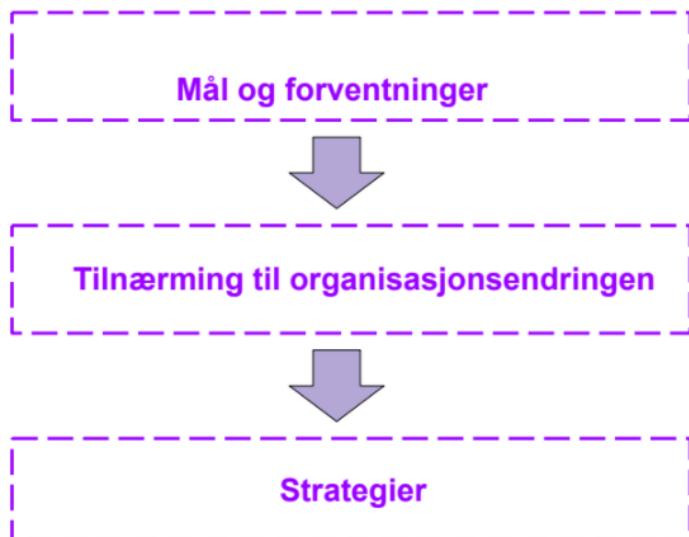 Mål og forventninger
Tilnærming til organisasjonsendringen
Strategier